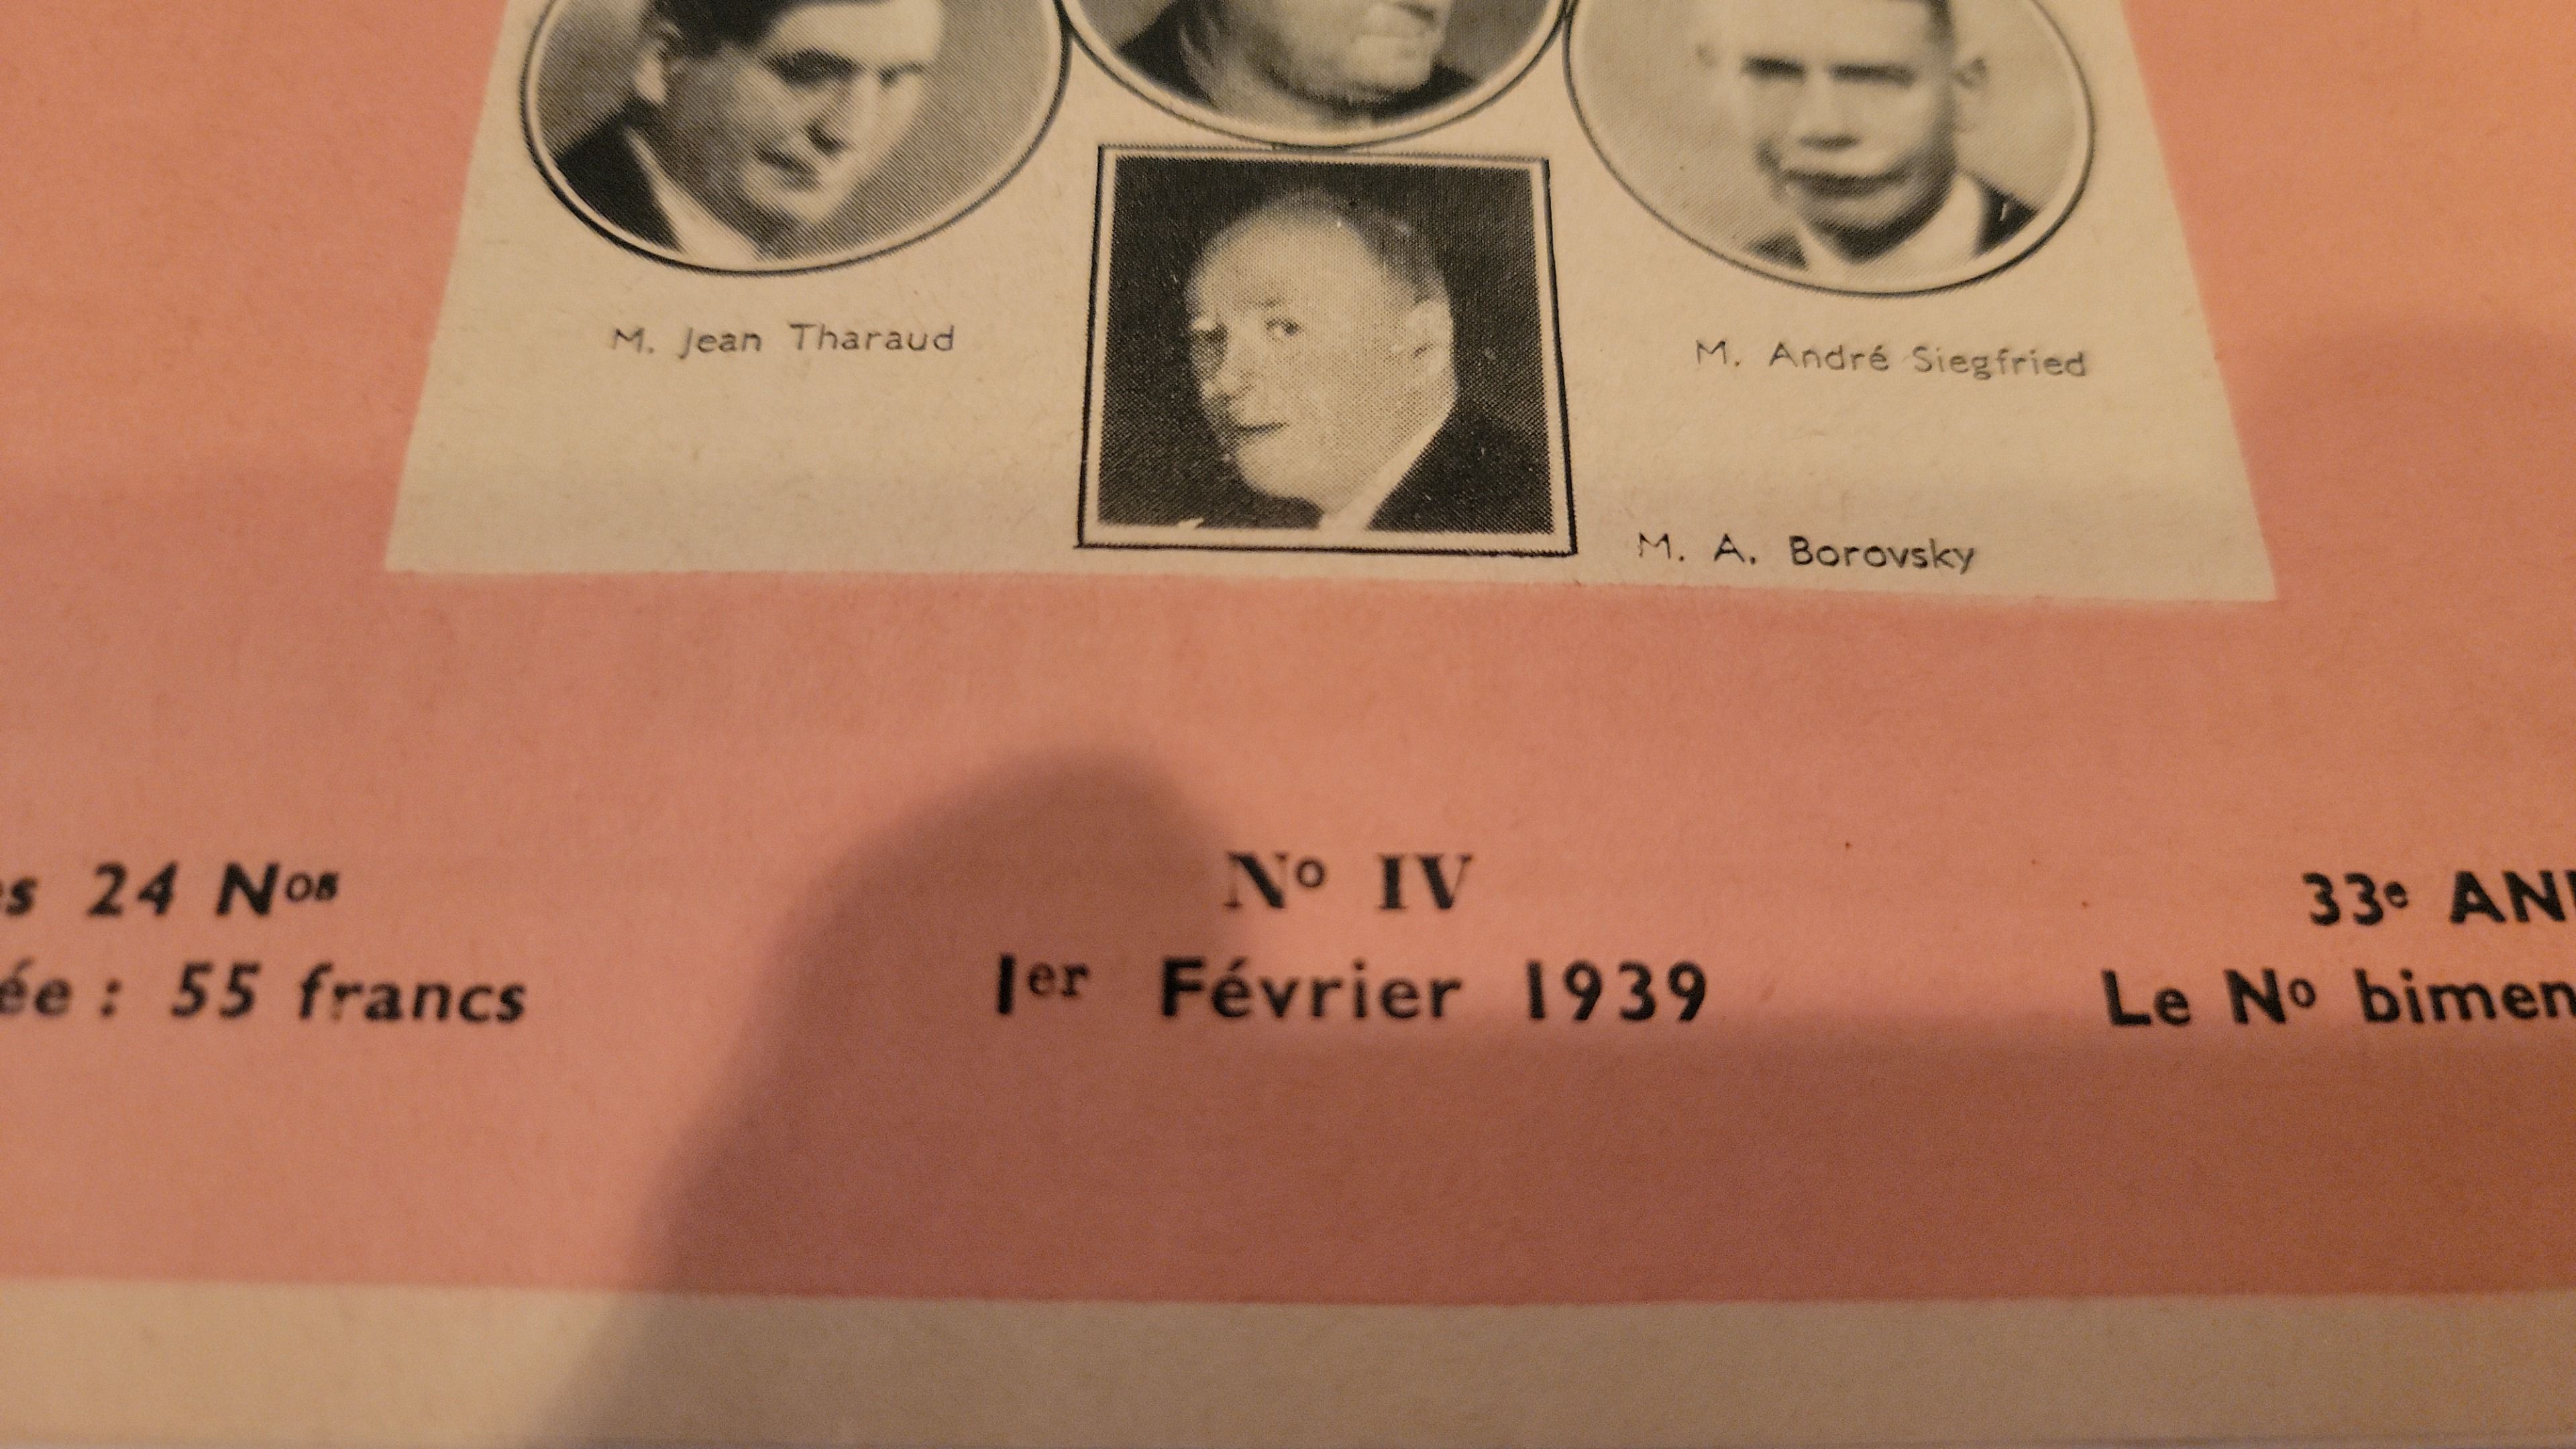 M. Jean Tharaud
M. André Siegfried
M. A. Borovsky
24 Nos
No IV
33e
: 55 francs
1er Février 1939
Le No